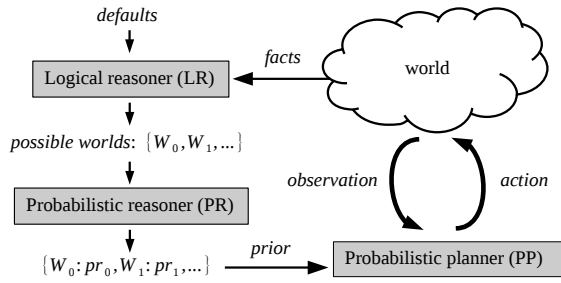 defaults
facts
world
Logical reasoner (LR)
possible worlds: {W₀,W₁,...}
observation
action
Probabilistic reasoner (PR)
{W₀:pr₀,W₁:pr₁,...}
prior
Probabilistic planner (PP)